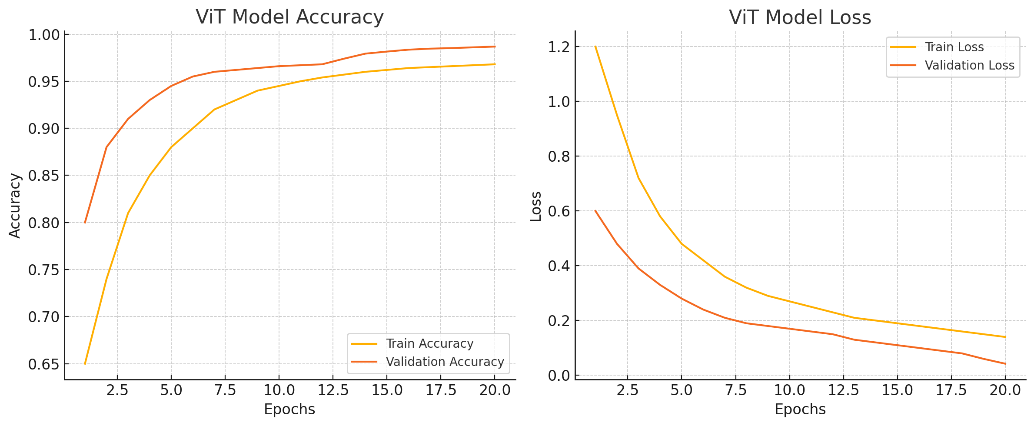 ViT Model Accuracy
1.00
0.95
0.90
0.85
0.80
0.75
0.70
0.65
Accuracy
2.5 5.0 7.5 10.0 12.5 15.0 17.5 20.0
Epochs
Train Accuracy
Validation Accuracy
ViT Model Loss
1.2
1.0
0.8
0.6
0.4
0.2
0.0
Loss
2.5 5.0 7.5 10.0 12.5 15.0 17.5 20.0
Epochs
Train Loss
Validation Loss